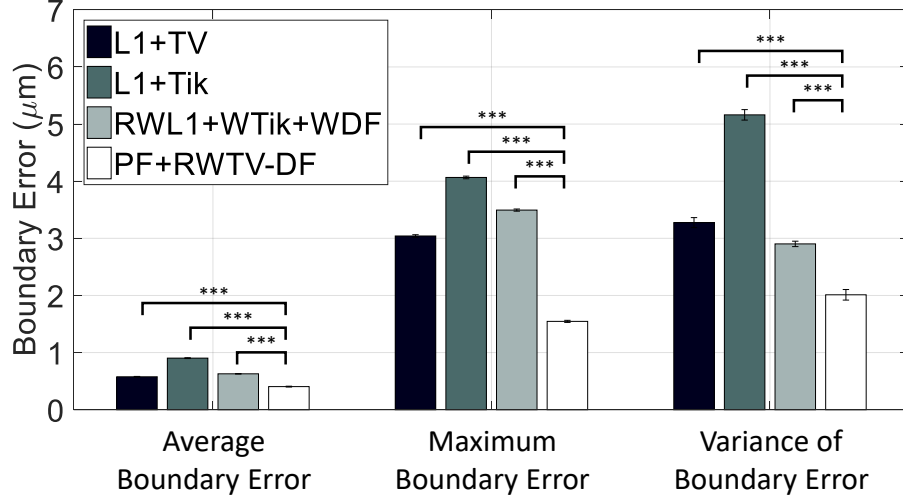 7
6
5
4
3
2
1
0
Boundary Error (μm)
L1+TV
L1+Tik
RWL1+WTik+WDF
PF+RWTV-DF
***
***
***
***
***
***
***
***
***
Average
Boundary Error
Maximum
Boundary Error
Variance of
Boundary Error